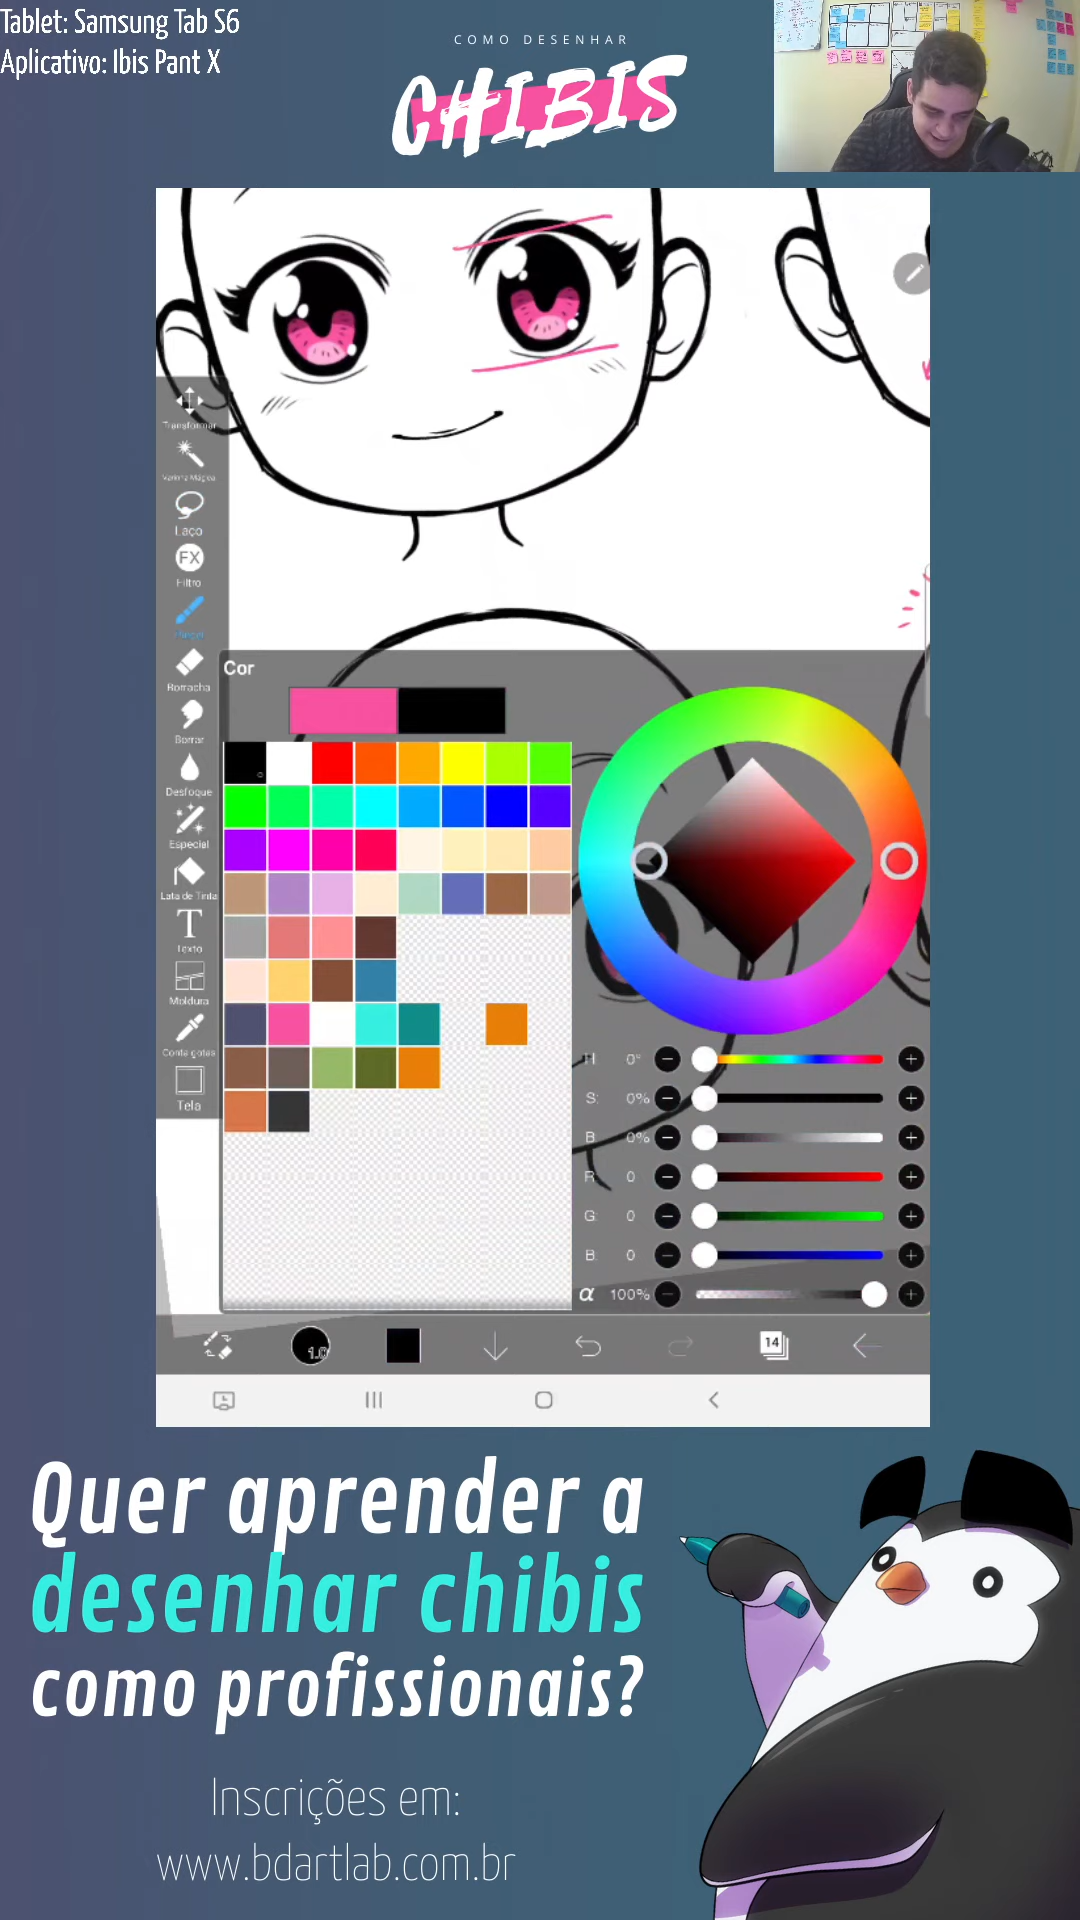 Tablet: Samsung Tab S6
Aplicativo: Ibis Pant X
COMO DESENHAR
CHIBIS
Transformar
Varinha Mágica
Laço
FX
Filtro
Pincel
Borracha
Borrar
Desfoque
Especial
Lata de Tinta
T
Texto
Moldura
Conta gotas
Tela
Cor
H 0°
S: 0%
B 0%
R 0
G: 0
B: 0
α 100%
1.0
14
Quer aprender a
desenhar chibis
como profissionais?
Inscrições em:
www.bdartlab.com.br